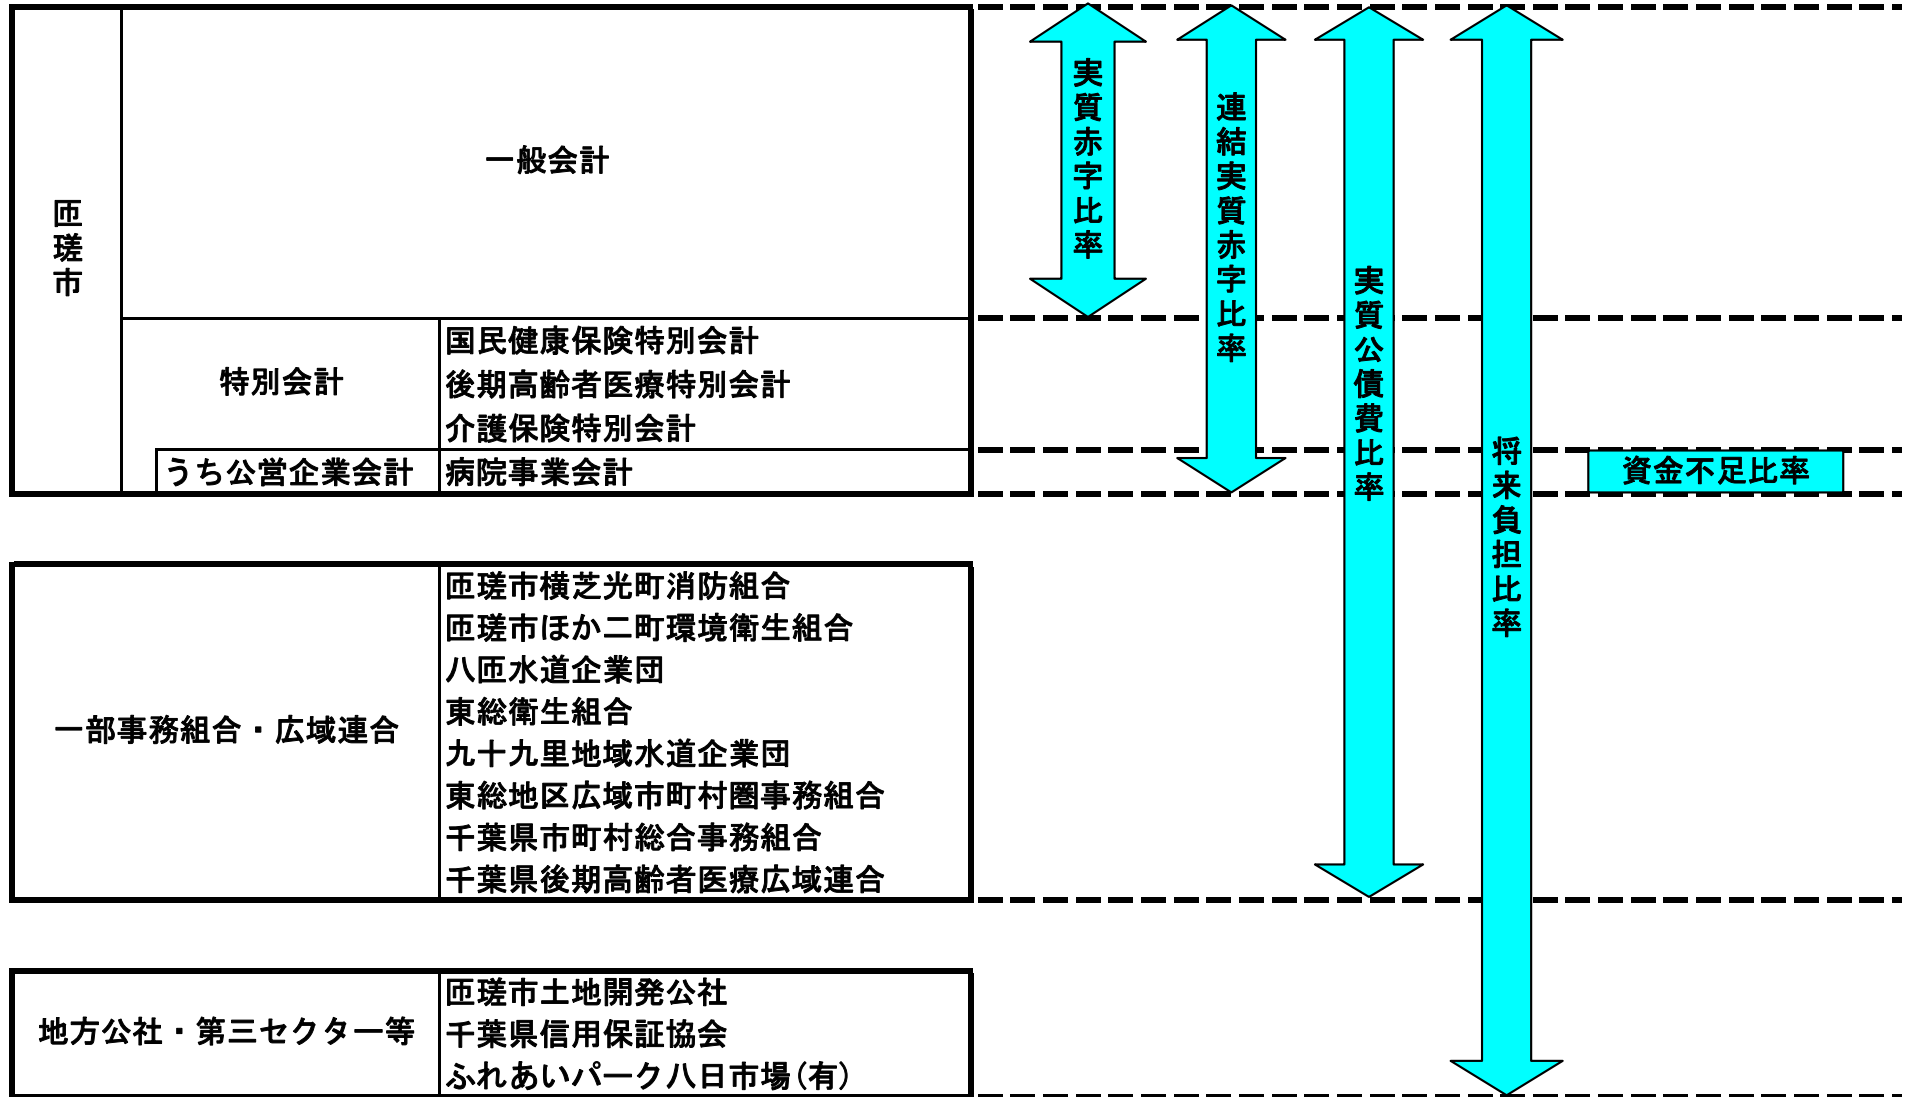 匝瑳市
一般会計
特別会計
国民健康保険特別会計
後期高齢者医療特別会計
介護保険特別会計
うち公営企業会計
病院事業会計
実質赤字比率
連結実質赤字比率
実質公債費比率
将来負担比率
資金不足比率
一部事務組合・広域連合
匝瑳市横芝光町消防組合
匝瑳市ほか二町環境衛生組合
八匝水道企業団
東総衛生組合
九十九里地域水道企業団
東総地区広域市町村圏事務組合
千葉県市町村総合事務組合
千葉県後期高齢者医療広域連合
地方公社・第三セクター等
匝瑳市土地開発公社
千葉県信用保証協会
ふれあいパーク八日市場(有)